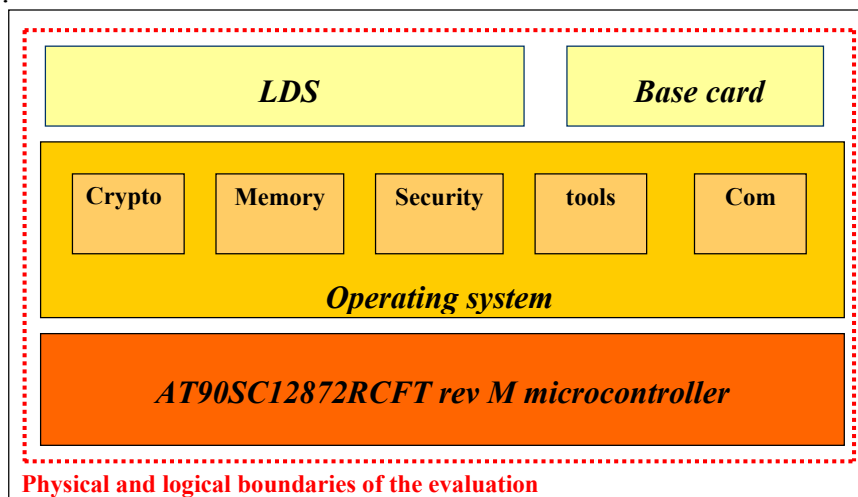 LDS
Base card
Crypto
Memory
Security
tools
Com
Operating system
AT90SC12872RCFT rev M microcontroller
Physical and logical boundaries of the evaluation